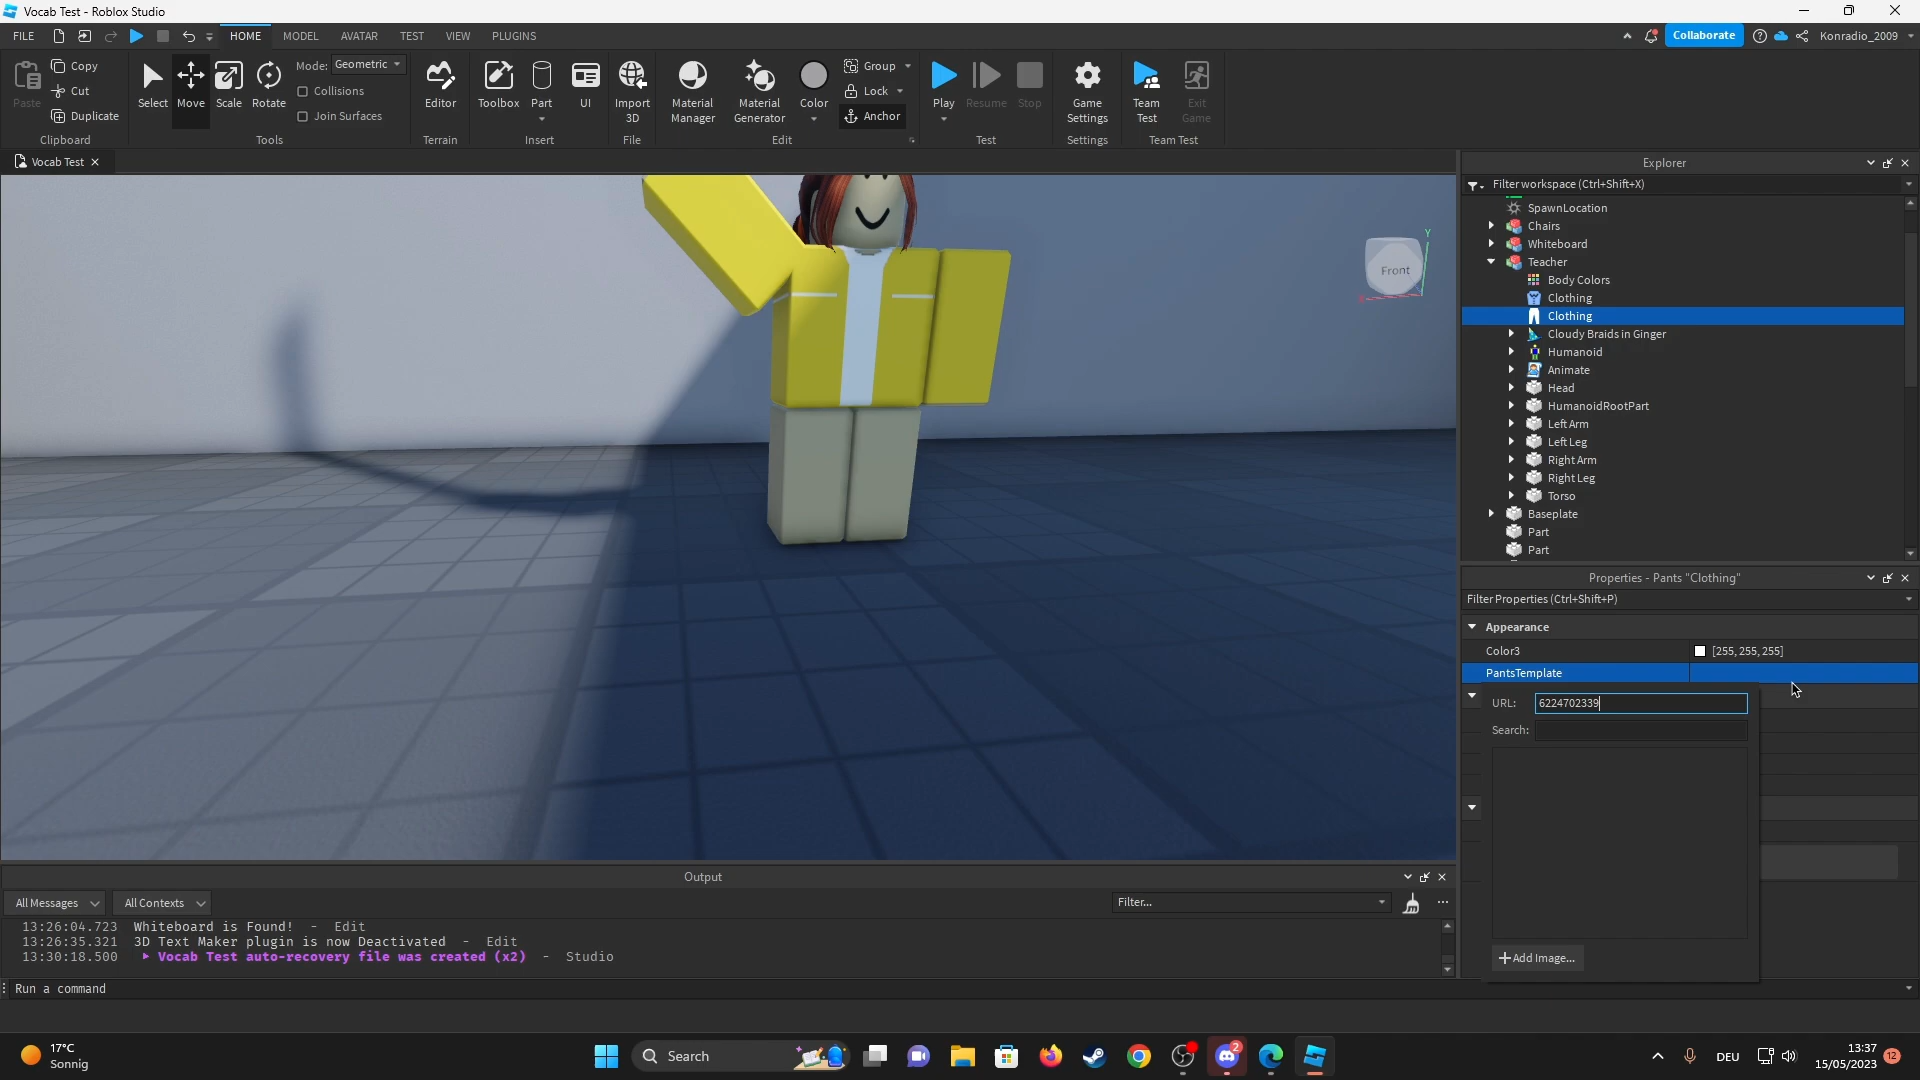 Vocab Test - Roblox Studio
FILE HOME MODEL AVATAR TEST VIEW PLUGINS Collaborate Konradio_2009
Paste Copy Cut Duplicate Clipboard
Select Move Scale Rotate Mode: Geometric Collisions Join Surfaces Tools
Editor Terrain
Toolbox Part UI Insert
Import 3D File
Material Manager Material Generator Color Group Lock Anchor Edit
Play Resume Stop Test
Game Settings Settings
Team Test Exit Game Team Test
Vocab Test
Front
Y
Explorer
Filter workspace (Ctrl+Shift+X)
SpawnLocation
Chairs
Whiteboard
Teacher
Body Colors
Clothing
Clothing
Cloudy Braids in Ginger
Humanoid
Animate
Head
HumanoidRootPart
Left Arm
Left Leg
Right Arm
Right Leg
Torso
Baseplate
Part
Part
Properties - Pants "Clothing"
Filter Properties (Ctrl+Shift+P)
Appearance
Color3 [255, 255, 255]
PantsTemplate
URL: 6224702339
Search:
Add Image...
Output
All Messages All Contexts Filter...
13:26:04.723 Whiteboard is Found! - Edit
13:26:35.321 3D Text Maker plugin is now Deactivated - Edit
13:30:18.500 Vocab Test auto-recovery file was created (x2) - Studio
Run a command
17°C
Sonnig
Search
2
DEU
13:37
15/05/2023
12